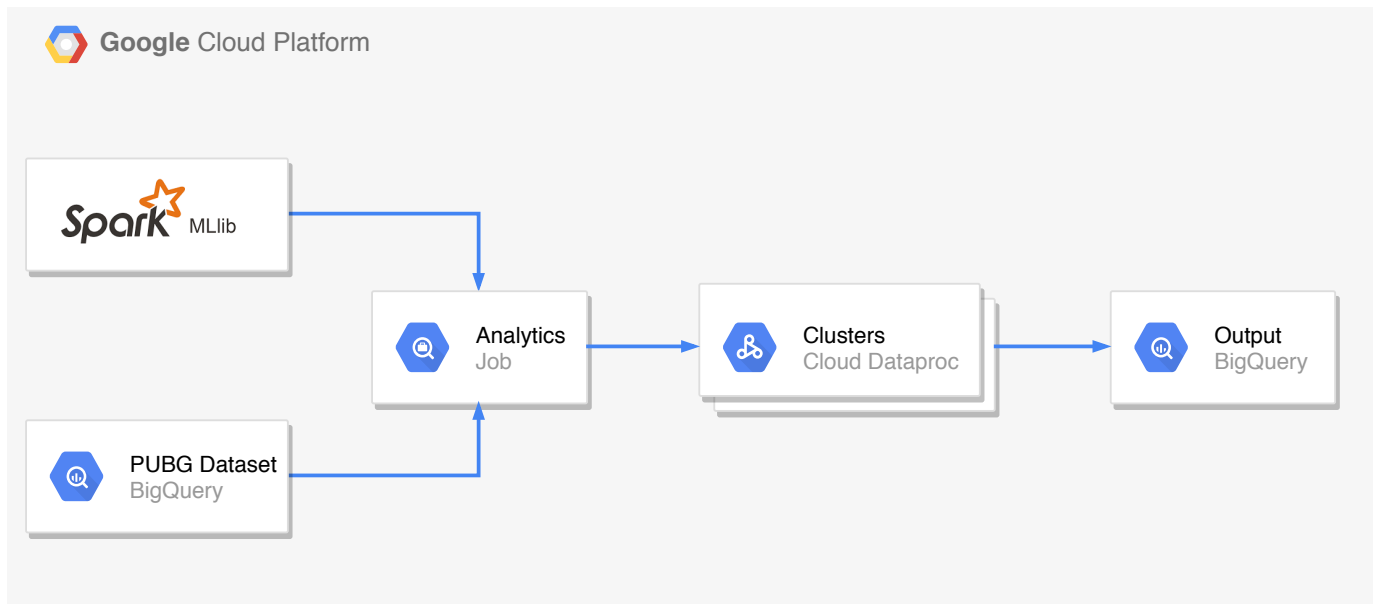 Google Cloud Platform
Spark MLlib
Analytics
Job
Clusters
Cloud Dataproc
Output
BigQuery
PUBG Dataset
BigQuery